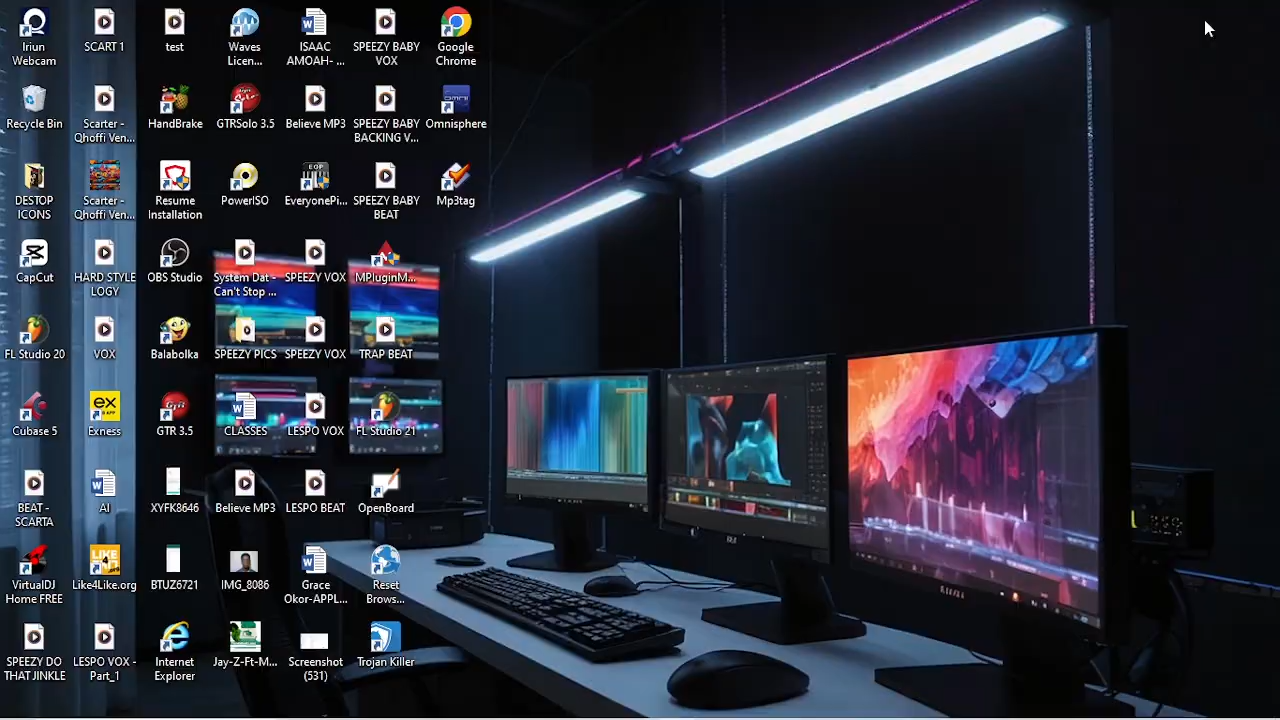 Iriun
Webcam
SCART 1
test
Waves
Licen...
ISAAC
AMOAH- ...
SPEEZY BABY
VOX
Google
Chrome
Recycle Bin
Scarter -
Qhoffi Ven...
HandBrake
GTRSolo 3.5
Believe MP3
SPEEZY BABY
BACKING V...
Omnisphere
DESTOP
ICONS
Scarter -
Qhoffi Ven...
Resume
Installation
PowerISO
EveryonePi...
SPEEZY BABY
BEAT
Mp3tag
CapCut
HARD STYLE
LOGY
OBS Studio
System Dat -
Can't Stop ...
SPEEZY VOX
MPluginM...
FL Studio 20
VOX
Balabolka
SPEEZY PICS
SPEEZY VOX
TRAP BEAT
Cubase 5
Exness
GTR 3.5
CLASSES
LESPO VOX
FL Studio 21
BEAT -
SCARTA
AI
XYFK8646
Believe MP3
LESPO BEAT
OpenBoard
VirtualDJ
Home FREE
Like4Like.org
BTUZ6721
IMG_8086
Grace
Okor-APPL...
Reset
Brows...
SPEEZY DO
THAT JINKLE
LESPO VOX -
Part_1
Internet
Explorer
Jay-Z-Ft-M...
Screenshot
(531)
Trojan Killer